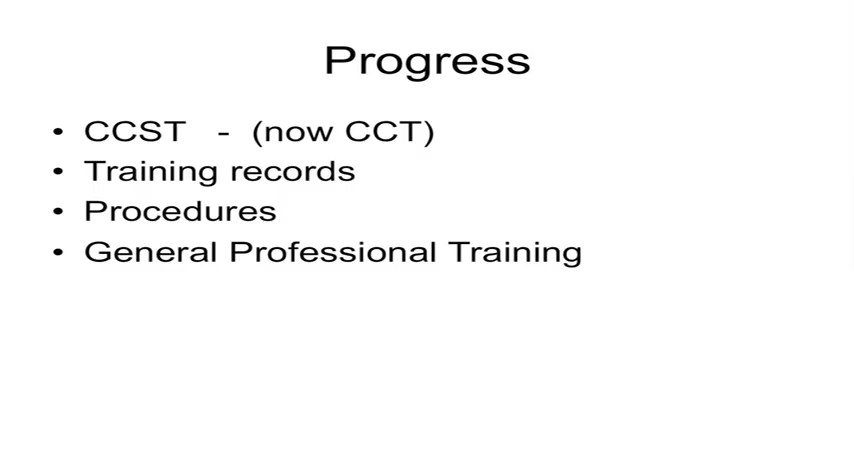 Progress
• CCST - (now CCT)
• Training records
• Procedures
• General Professional Training